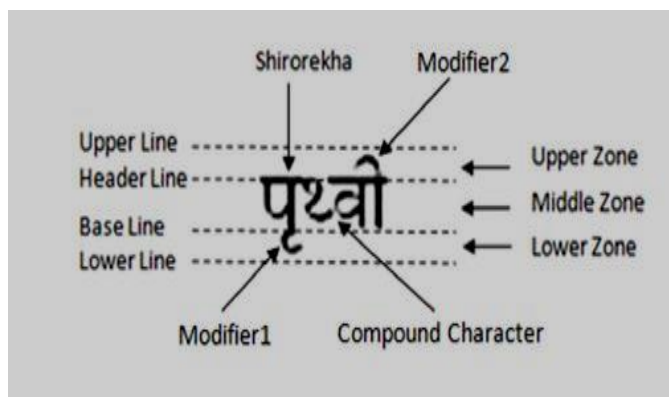 Shirorekha Modifier2
Upper Line Upper Zone
Header Line
पृथ्वी Middle Zone
Base Line
Lower Zone
Lower Line
Modifier1 Compound Character